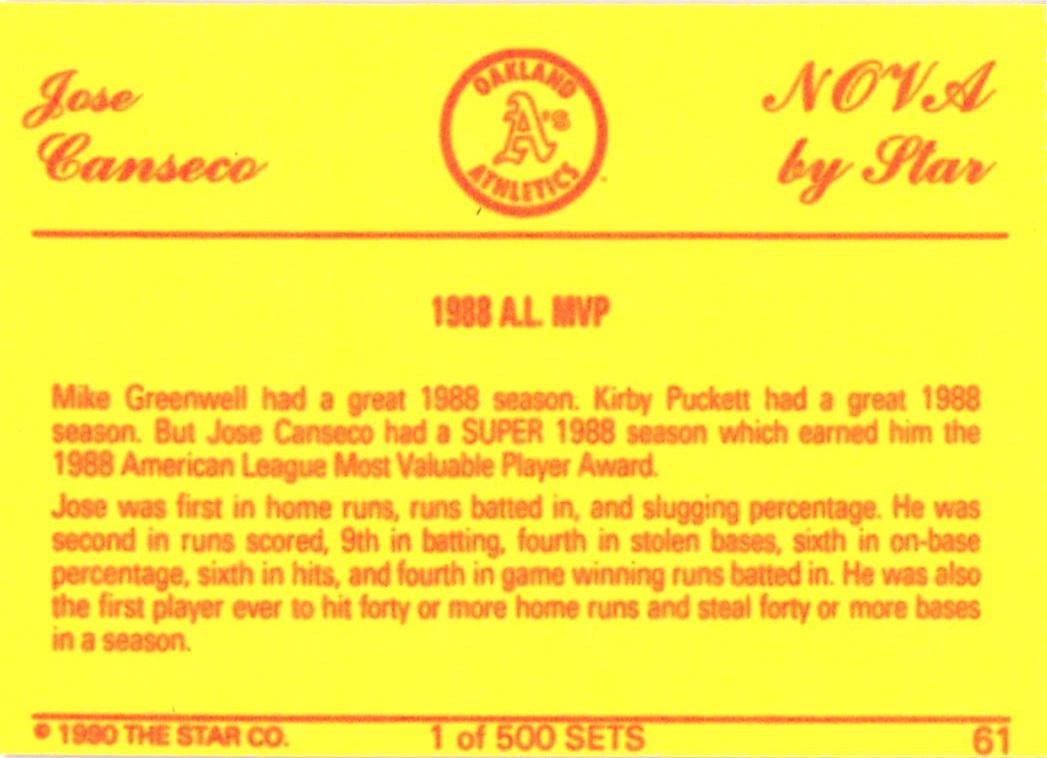 Jose
Canseco
OAKLAND
A's
ATHLETICS
NOVA
by Star
1988 A.L. MVP
Mike Greenwell had a great 1988 season. Kirby Puckett had a great 1988
season. But Jose Canseco had a SUPER 1988 season which earned him the
1988 American League Most Valuable Player Award.
Jose was first in home runs, runs batted in, and slugging percentage. He was
second in runs scored, 9th in batting, fourth in stolen bases, sixth in on-base
percentage, sixth in hits, and fourth in game winning runs batted in. He was also
the first player ever to hit forty or more home runs and steal forty or more bases
in a season.
© 1990 THE STAR CO. 1 of 500 SETS 61